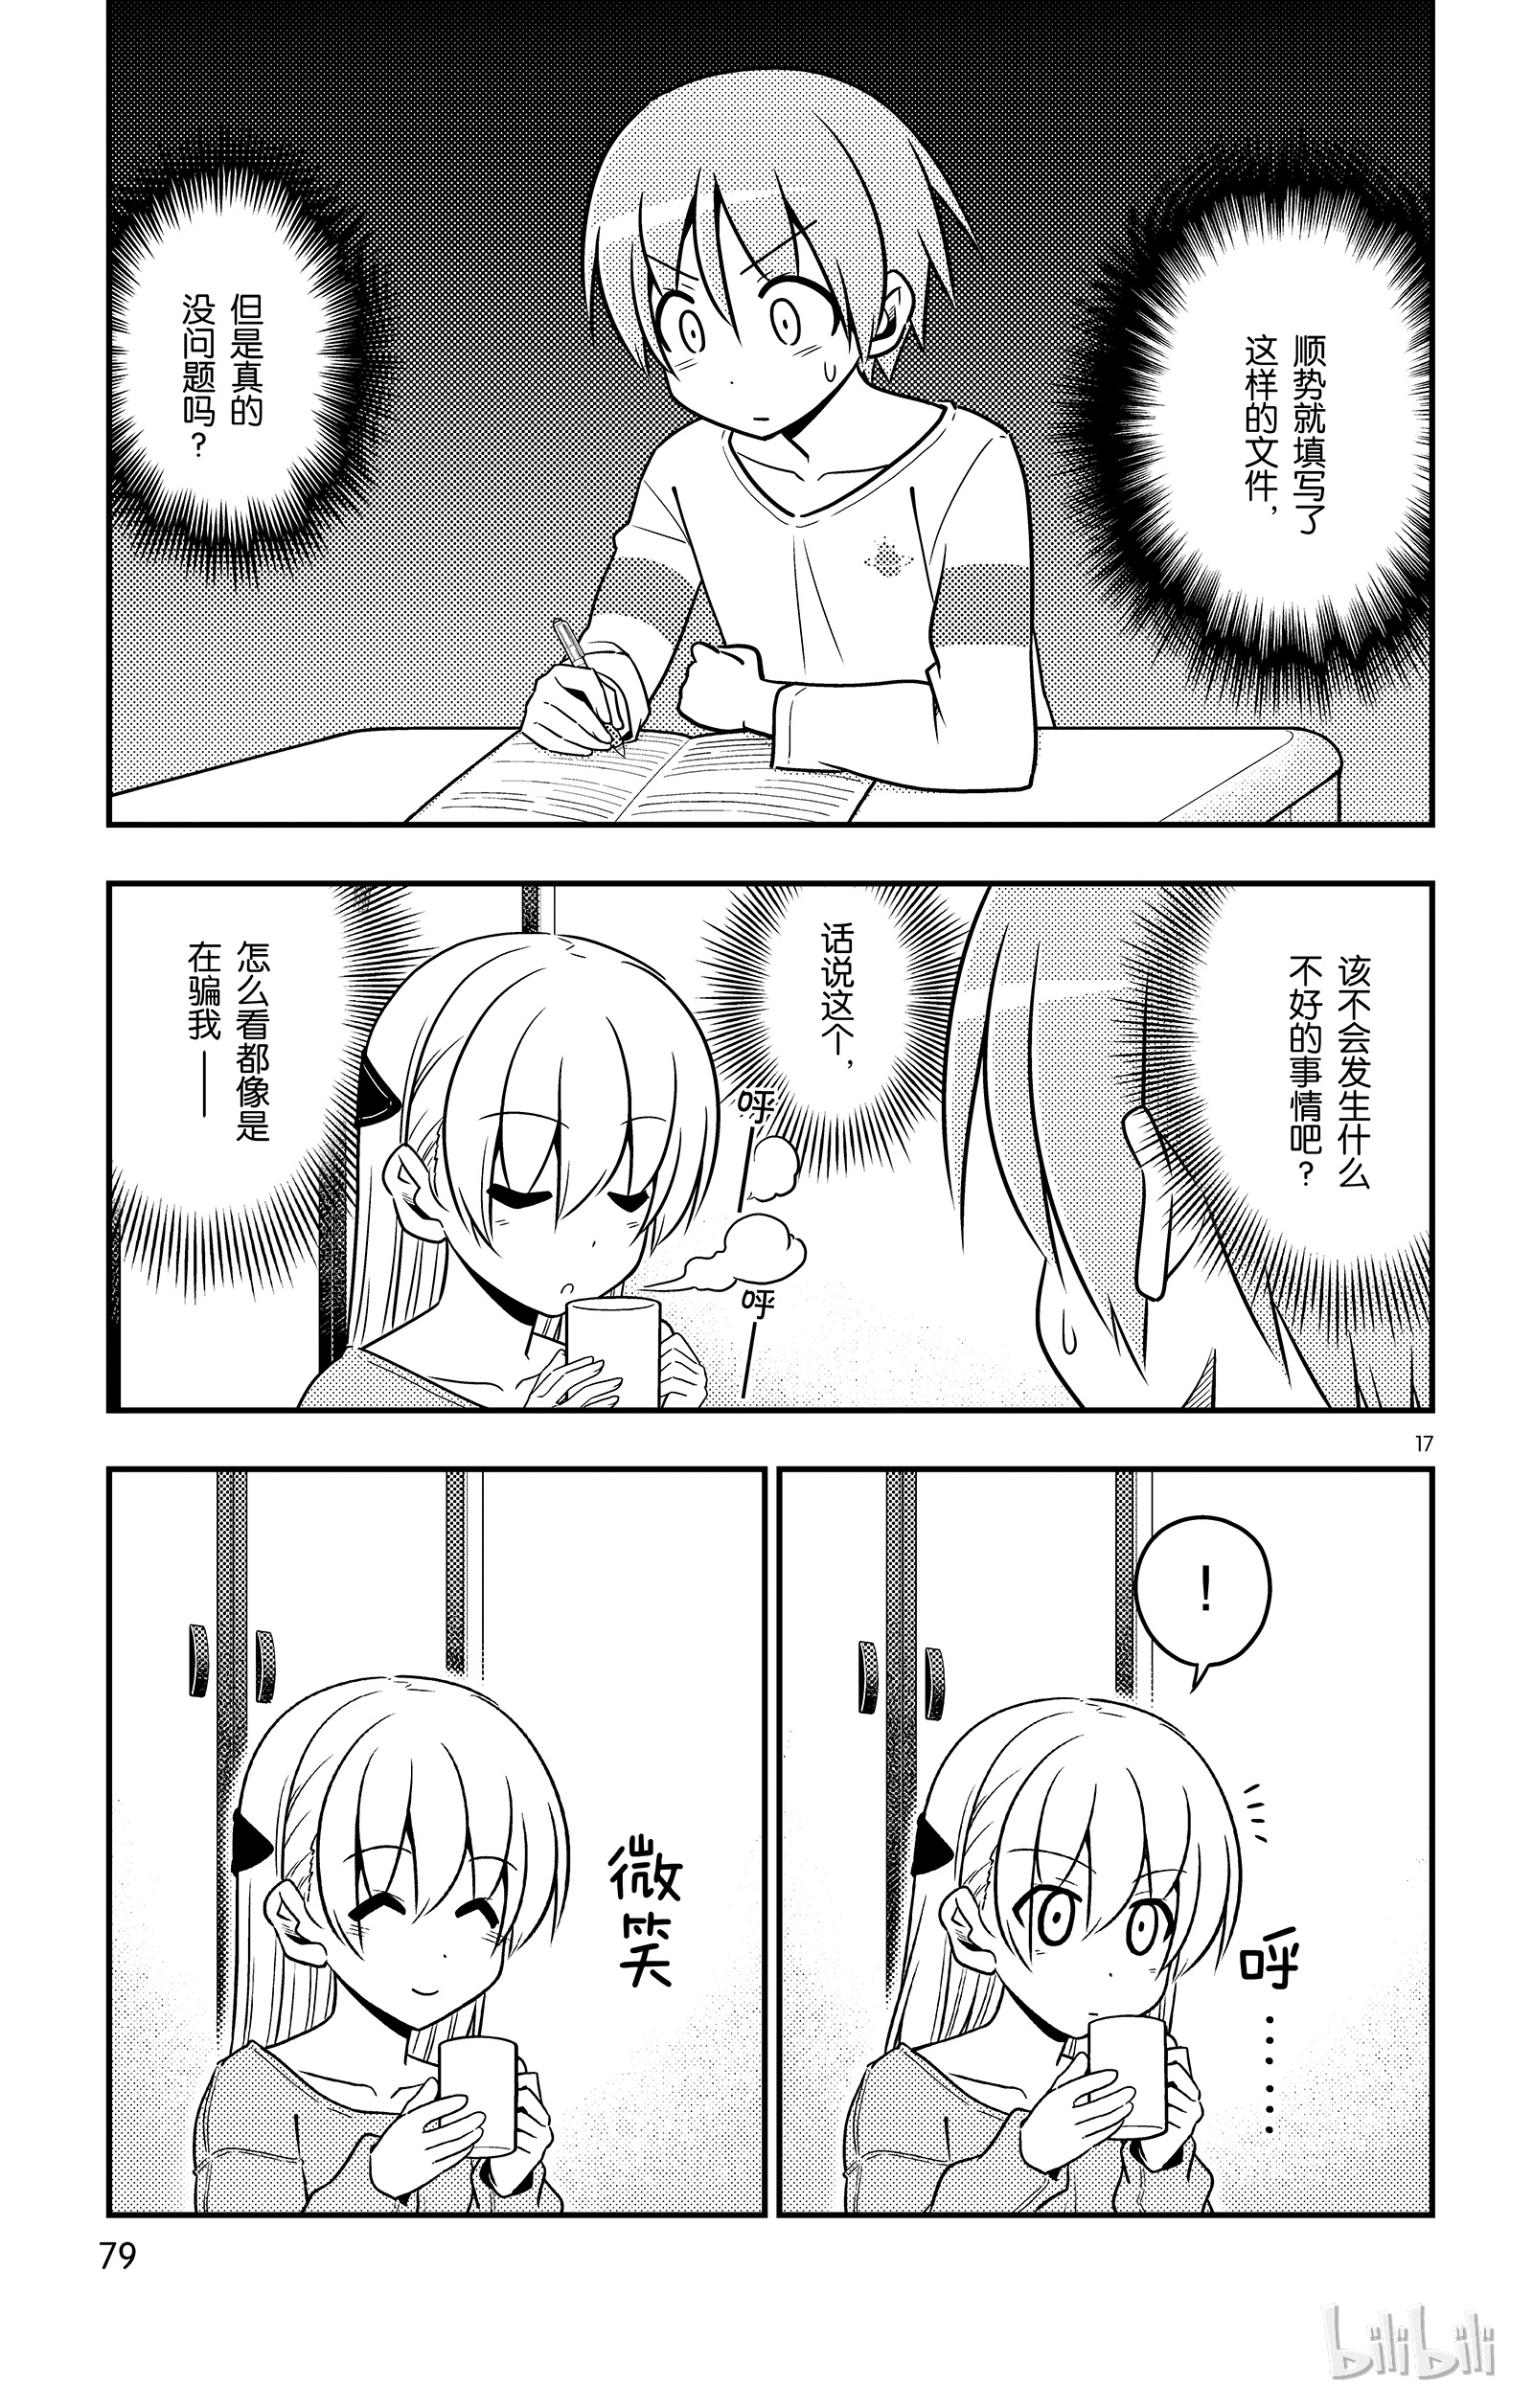 顺势就填写了
这样的文件，
但是真的
没问题吗？
该不会发生什么
不好的事情吧？
话说这个，
呼
呼
怎么看都像是
在骗我——
17
！
呼……
微笑
79
bilibili